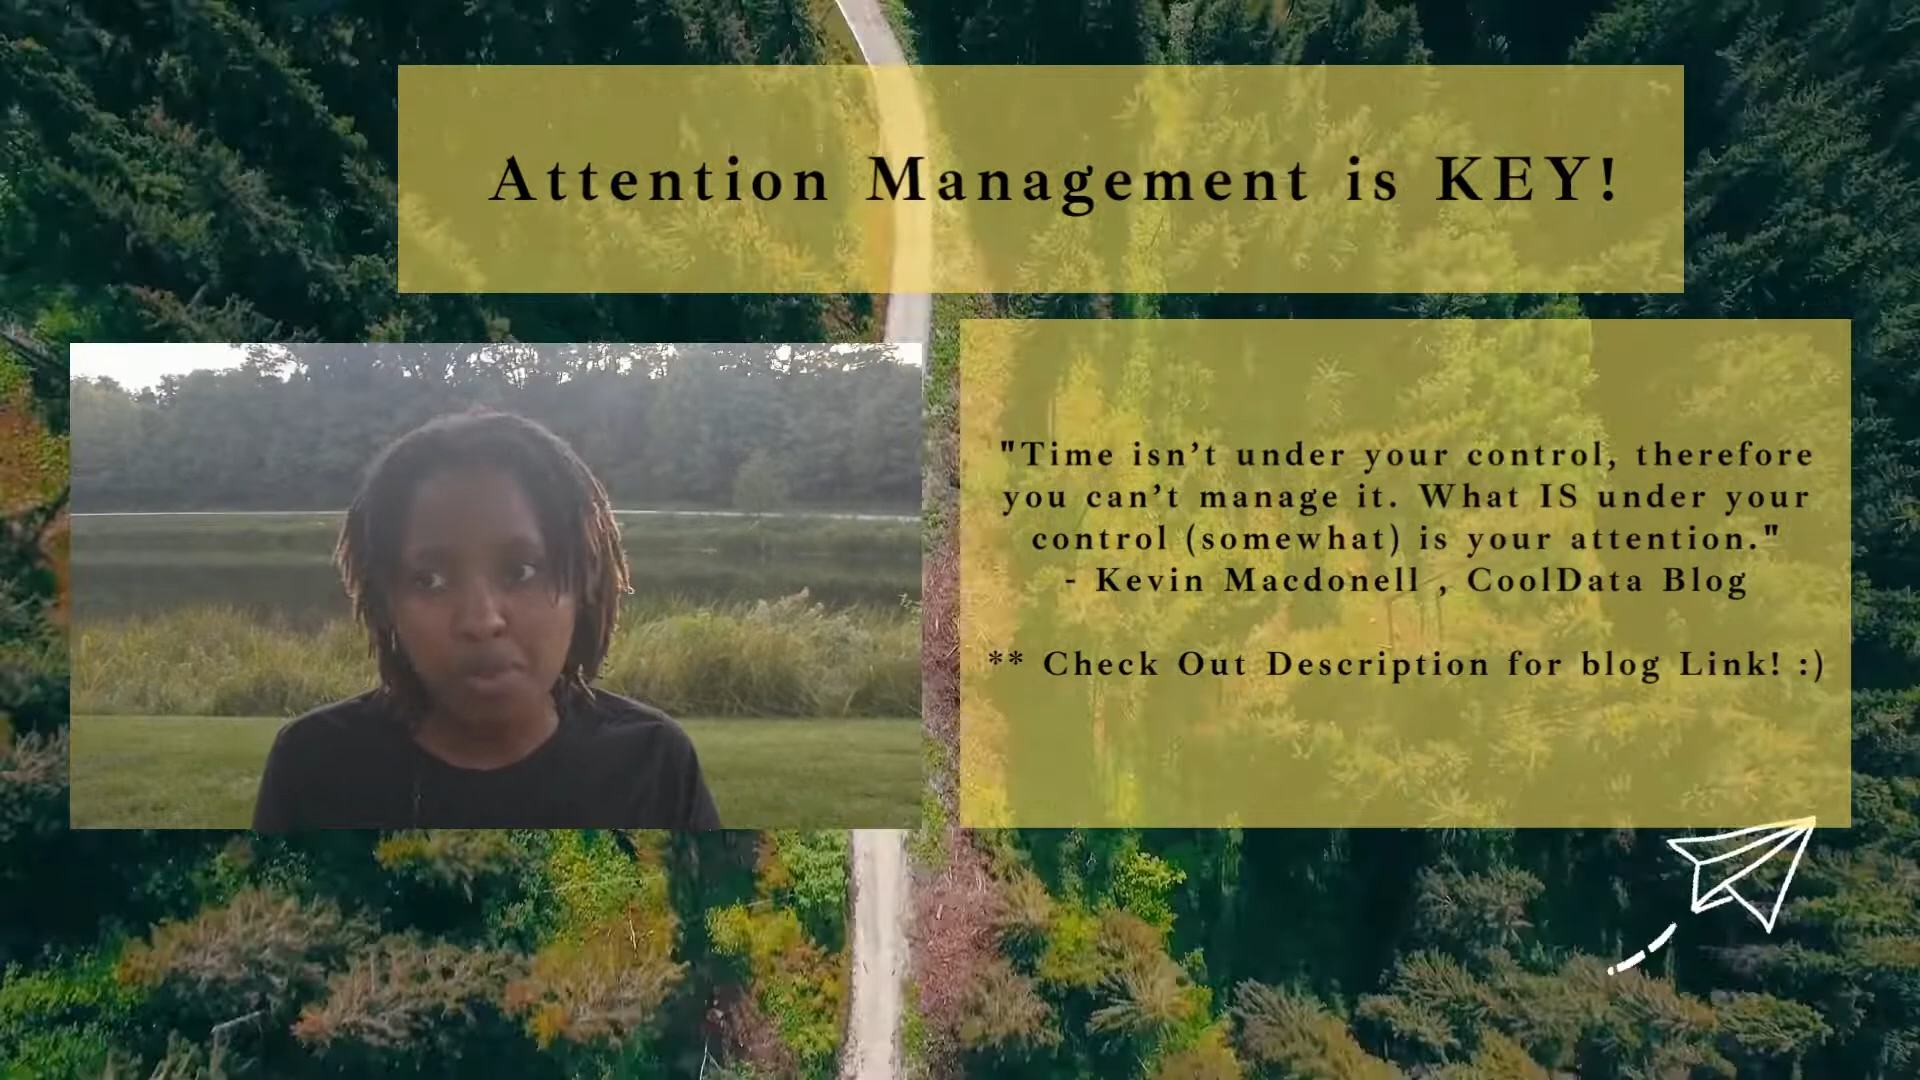 Attention Management is KEY!
"Time isn’t under your control, therefore
you can’t manage it. What IS under your
control (somewhat) is your attention."
- Kevin Macdonell , CoolData Blog
** Check Out Description for blog Link! :)